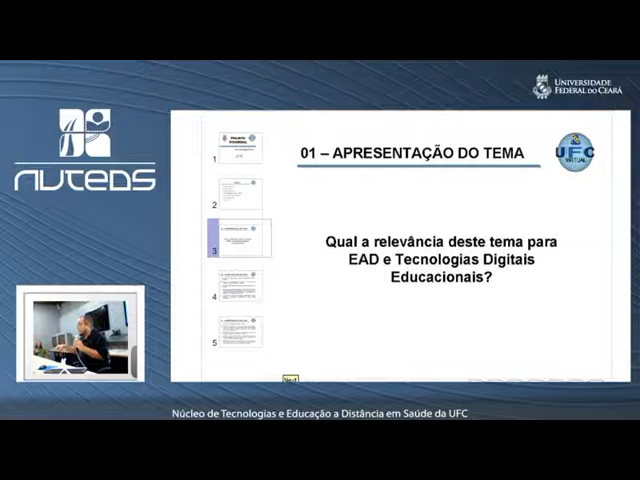 UNIVERSIDADE
FEDERAL DO CEARÁ
NUTEDS
01 – APRESENTAÇÃO DO TEMA
UFC
VIRTUAL
1
2
3
4
5
Qual a relevância deste tema para
EAD e Tecnologias Digitais
Educacionais?
Next
Núcleo de Tecnologias e Educação a Distância em Saúde da UFC